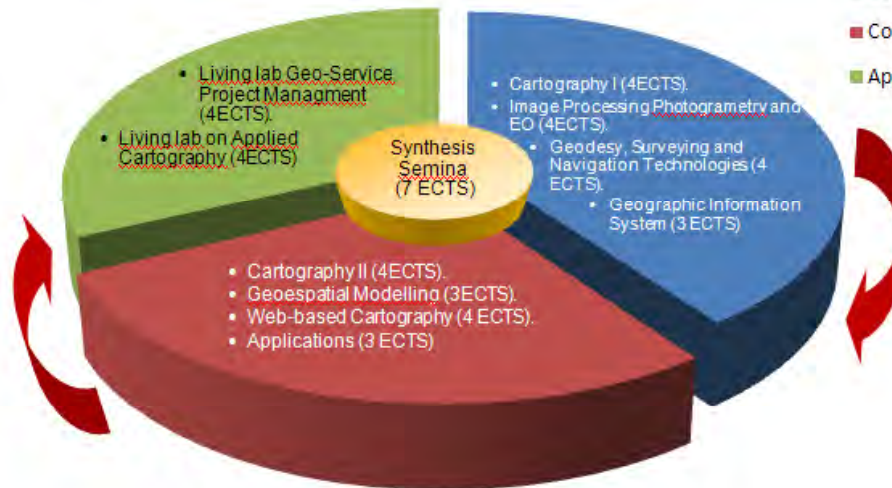 Co
Ap
• Living lab Geo-Service
Project Managment
(4ECTS).
• Living lab on Applied
Cartography (4ECTS)
• Cartography I (4ECTS).
• Image Processing Photogrametry and
EO (4ECTS).
• Geodesy, Surveying and
Navigation Technologies (4
ECTS).
• Geographic Information
System (3 ECTS)
Synthesis
Semina
(7 ECTS)
• Cartography II (4ECTS).
• Geoespatial Modelling (3ECTS).
• Web-based Cartography (4 ECTS).
• Applications (3 ECTS)